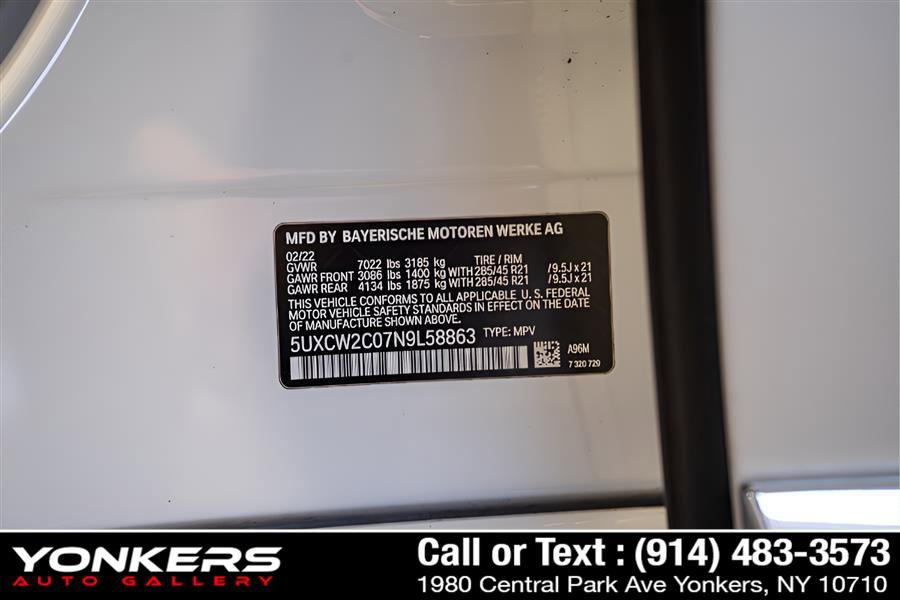 MFD BY BAYERISCHE MOTOREN WERKE AG
02/22 TIRE / RIM
GVWR 7022 lbs 3185 kg
GAWR FRONT 3086 lbs 1400 kg WITH 285/45 R21 /9.5J x 21
GAWR REAR 4134 lbs 1875 kg WITH 285/45 R21 /9.5J x 21
THIS VEHICLE CONFORMS TO ALL APPLICABLE U.S. FEDERAL
MOTOR VEHICLE SAFETY STANDARDS IN EFFECT ON THE DATE
OF MANUFACTURE SHOWN ABOVE.
5UXCW2C07N9L58863 TYPE: MPV
A96M
7 320 729
YONKERS
AUTO GALLERY
Call or Text : (914) 483-3573
1980 Central Park Ave Yonkers, NY 10710